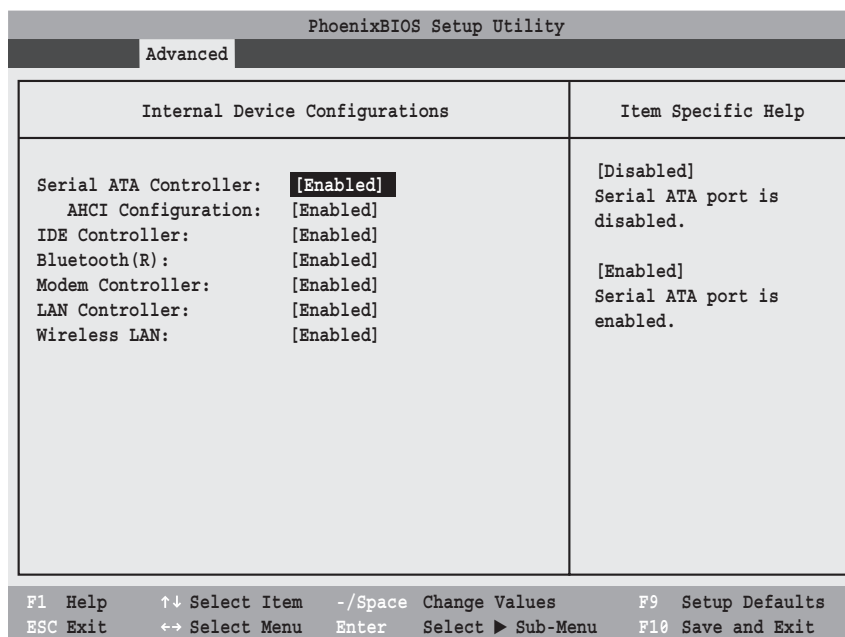 PhoenixBIOS Setup Utility
Advanced
Internal Device Configurations
Item Specific Help
Serial ATA Controller: [Enabled]
AHCI Configuration: [Enabled]
IDE Controller: [Enabled]
Bluetooth(R): [Enabled]
Modem Controller: [Enabled]
LAN Controller: [Enabled]
Wireless LAN: [Enabled]
[Disabled]
Serial ATA port is
disabled.
[Enabled]
Serial ATA port is
enabled.
F1 Help ↑↓ Select Item -/Space Change Values F9 Setup Defaults
ESC Exit ←→ Select Menu Enter Select ▶ Sub-Menu F10 Save and Exit